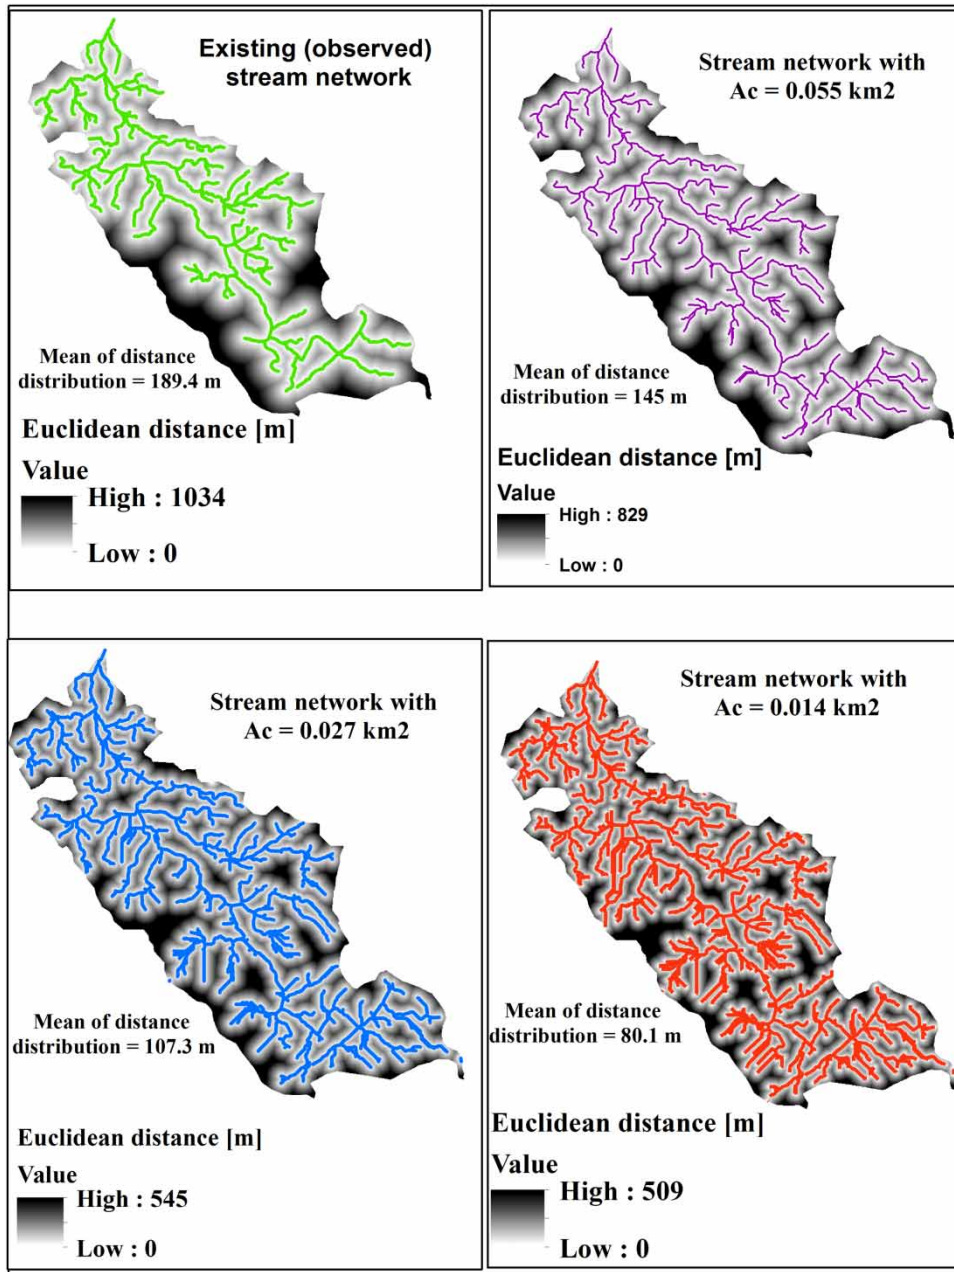 Existing (observed)
stream network
Mean of distance
distribution = 189.4 m
Euclidean distance [m]
Value
High : 1034
Low : 0
Stream network with
Ac = 0.055 km2
Mean of distance
distribution = 145 m
Euclidean distance [m]
Value
High : 829
Low : 0
Stream network with
Ac = 0.027 km2
Mean of distance
distribution = 107.3 m
Euclidean distance [m]
Value
High : 545
Low : 0
Stream network with
Ac = 0.014 km2
Mean of distance
distribution = 80.1 m
Euclidean distance [m]
Value
High : 509
Low : 0